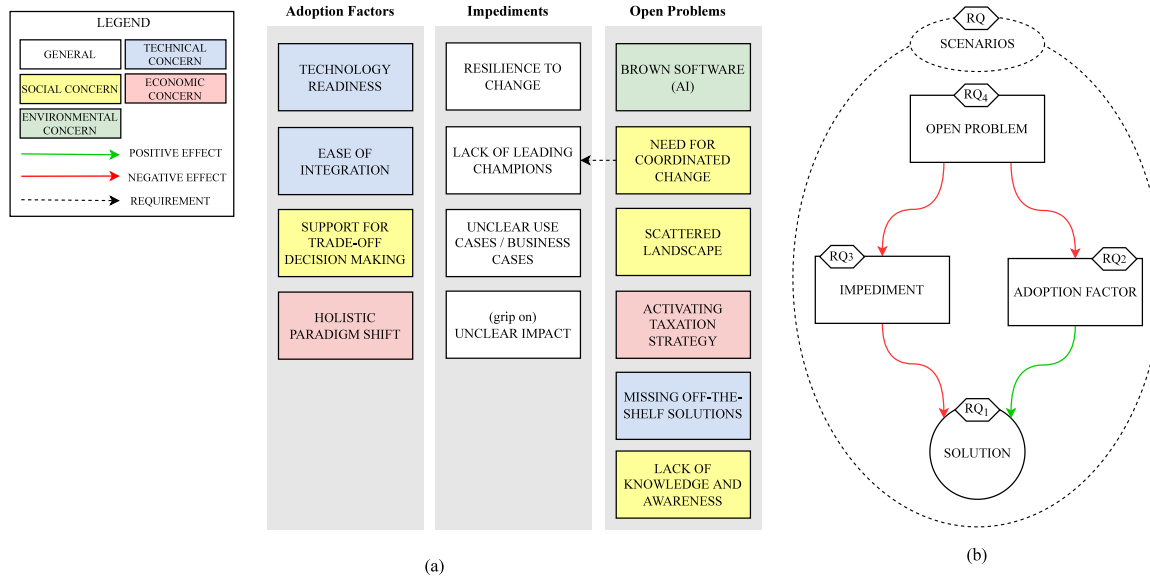 LEGEND
GENERAL
TECHNICAL
CONCERN
SOCIAL CONCERN
ECONOMIC
CONCERN
ENVIRONMENTAL
CONCERN
POSITIVE EFFECT
NEGATIVE EFFECT
REQUIREMENT
Adoption Factors
TECHNOLOGY
READINESS
EASE OF
INTEGRATION
SUPPORT FOR
TRADE-OFF
DECISION MAKING
HOLISTIC
PARADIGM SHIFT
Impediments
RESILIENCE TO
CHANGE
LACK OF LEADING
CHAMPIONS
UNCLEAR USE
CASES / BUSINESS
CASES
(grip on)
UNCLEAR IMPACT
Open Problems
BROWN SOFTWARE
(AI)
NEED FOR
COORDINATED
CHANGE
SCATTERED
LANDSCAPE
ACTIVATING
TAXATION
STRATEGY
MISSING OFF-THE-
SHELF SOLUTIONS
LACK OF
KNOWLEDGE AND
AWARENESS
(a)
RQ
SCENARIOS
RQ4
OPEN PROBLEM
RQ3
IMPEDIMENT
RQ2
ADOPTION FACTOR
RQ1
SOLUTION
(b)